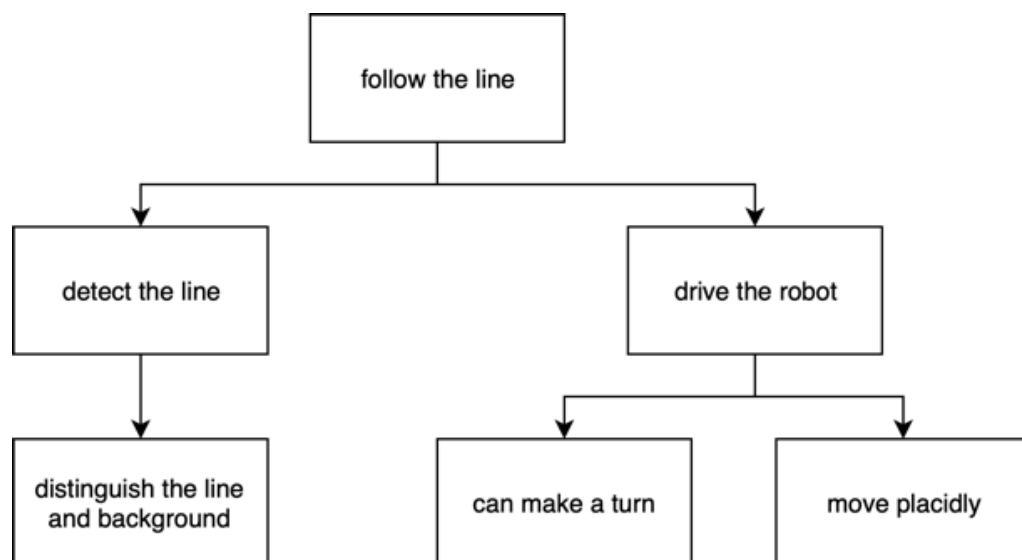 follow the line
detect the line
drive the robot
distinguish the line
and background
can make a turn
move placidly